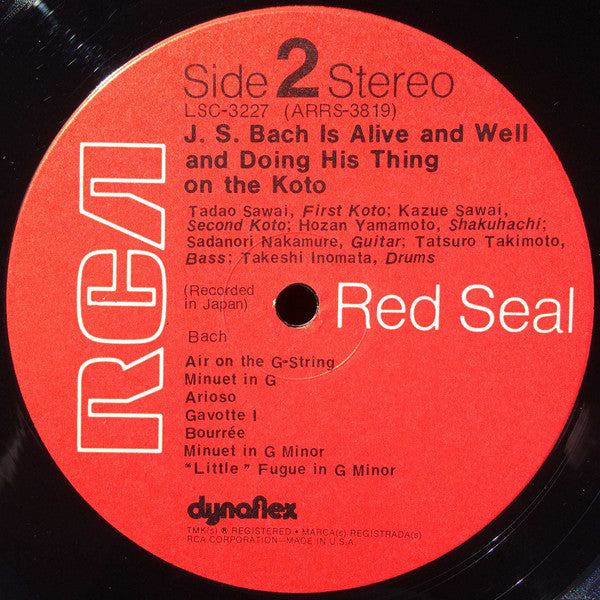 Side 2 Stereo
LSC-3227 (ARRS-3819)
J. S. Bach Is Alive and Well
and Doing His Thing
on the Koto
Tadao Sawai, First Koto; Kazue Sawai,
Second Koto; Hozan Yamamoto, Shakuhachi;
Sadanori Nakamure, Guitar; Tatsuro Takimoto,
Bass; Takeshi Inomata, Drums
(Recorded
in Japan)
RCA
Red Seal
Bach
Air on the G-String
Minuet in G
Arioso
Gavotte I
Bourrée
Minuet in G Minor
"Little" Fugue in G Minor
dynaflex
TMK(s) ® REGISTERED • MARCA(s) REGISTRADA(s)
RCA CORPORATION—MADE IN U.S.A.